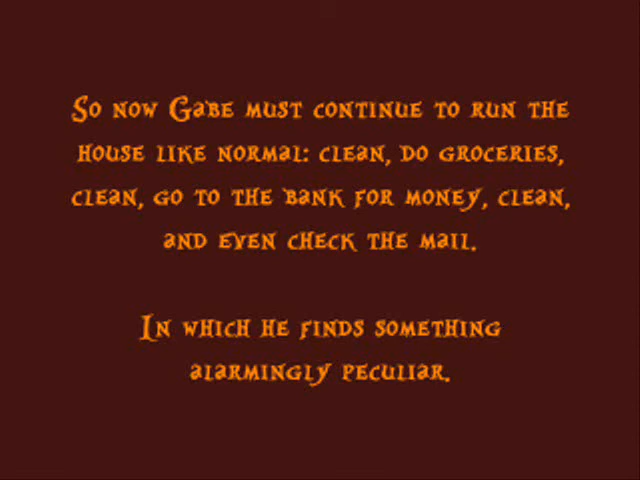 So now Gabe must continue to run the
house like normal: clean, do groceries,
clean, go to the bank for money, clean,
and even check the mail.
In which he finds something
alarmingly peculiar.